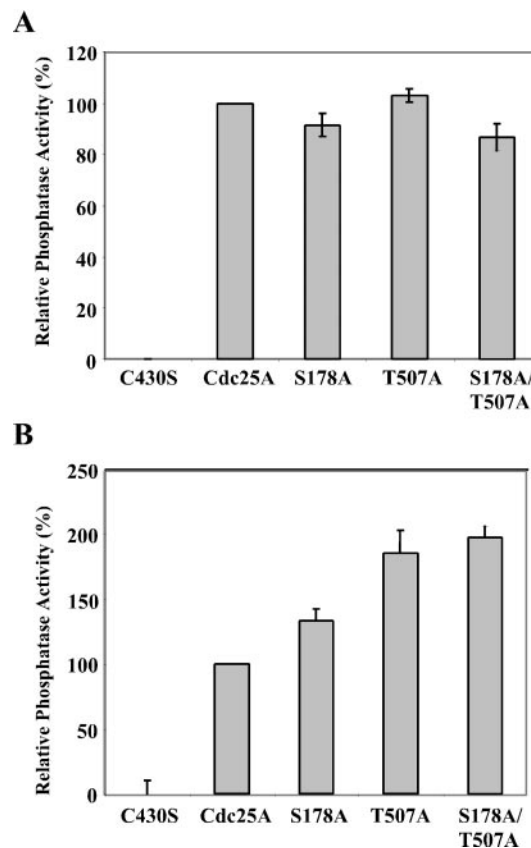 A
Relative Phosphatase Activity (%)
120
100
80
60
40
20
0
C430S Cdc25A S178A T507A S178A/
T507A
B
Relative Phosphatase Activity (%)
250
200
150
100
50
0
C430S Cdc25A S178A T507A S178A/
T507A